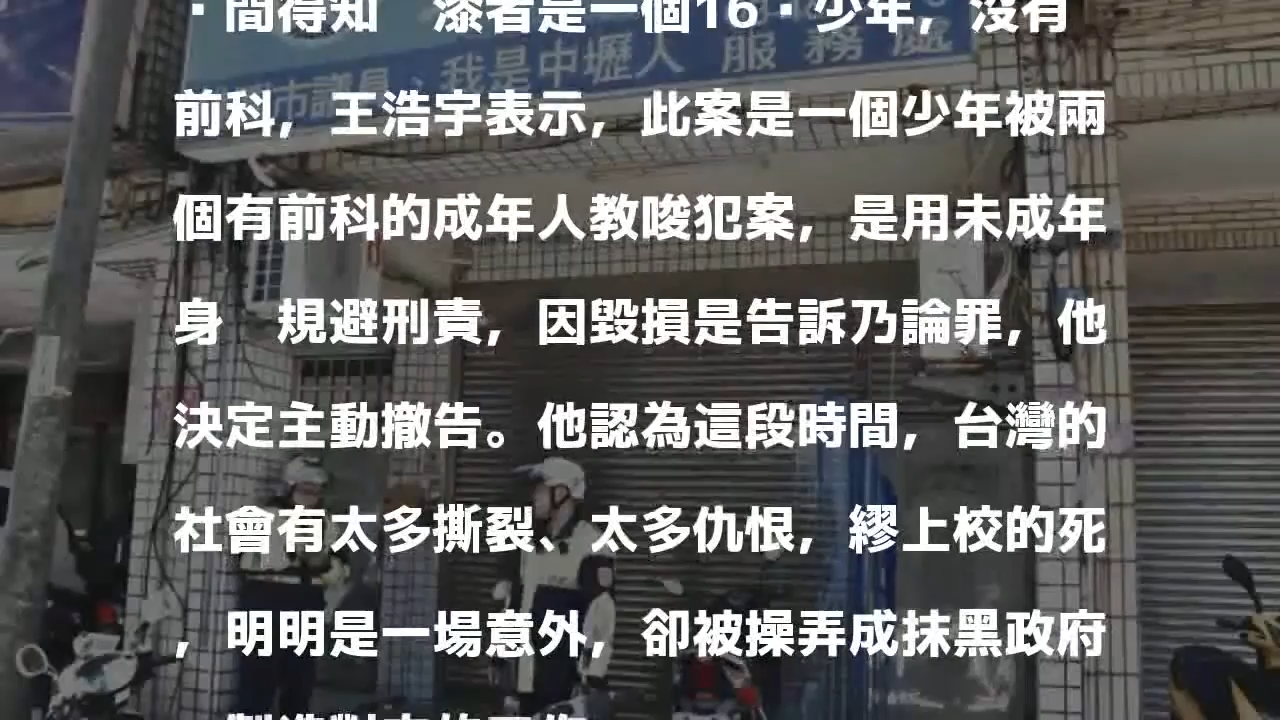 ·間得知　漆者是一個16·少年，沒有
市議員 我是中壢人 服務處
前科，王浩宇表示，此案是一個少年被兩
個有前科的成年人教唆犯案，是用未成年
身　規避刑責，因毀損是告訴乃論罪，他
決定主動撤告。他認為這段時間，台灣的
社會有太多撕裂、太多仇恨，繆上校的死
，明明是一場意外，卻被操弄成抹黑政府